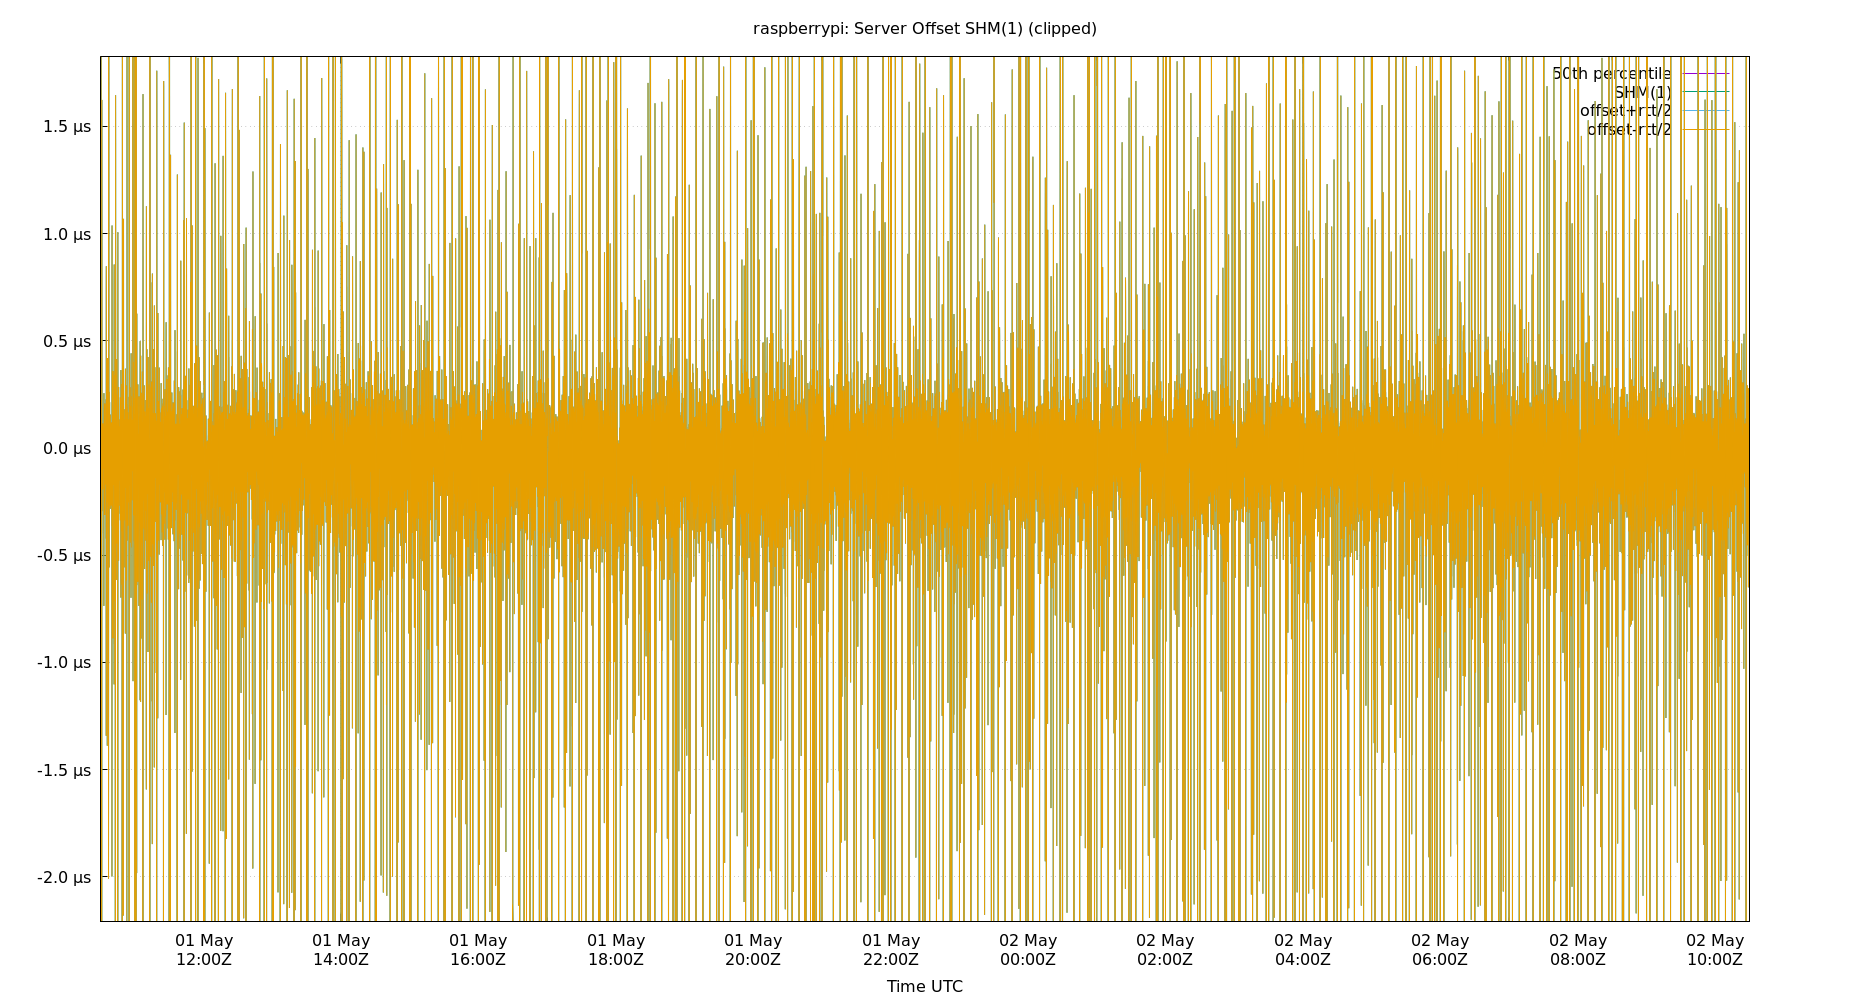 raspberrypi: Server Offset SHM(1) (clipped)
50th percentile
SHM(1)
offset+rtt/2
offset-rtt/2
1.5 µs
1.0 µs
0.5 µs
0.0 µs
-0.5 µs
-1.0 µs
-1.5 µs
-2.0 µs
01 May 01 May 01 May 01 May 01 May 01 May 02 May 02 May 02 May 02 May 02 May 02 May
12:00Z 14:00Z 16:00Z 18:00Z 20:00Z 22:00Z 00:00Z 02:00Z 04:00Z 06:00Z 08:00Z 10:00Z
Time UTC